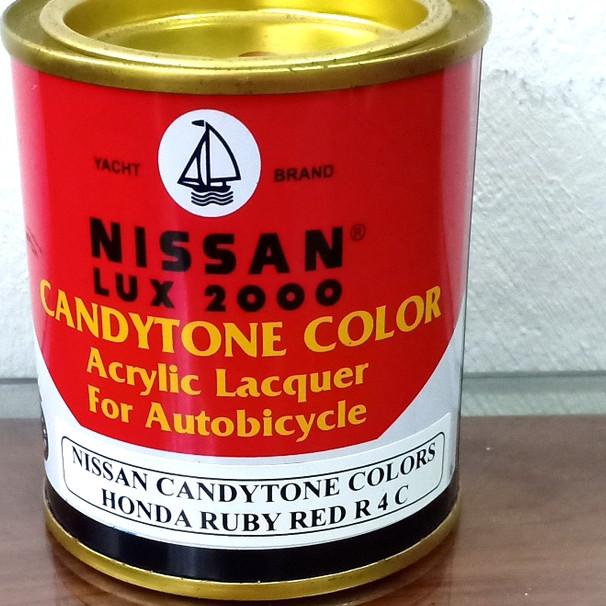 YACHT BRAND
NISSAN®
LUX 2000
CANDYTONE COLOR
Acrylic Lacquer
For Autobicycle
NISSAN CANDYTONE COLORS
HONDA RUBY RED R 4 C